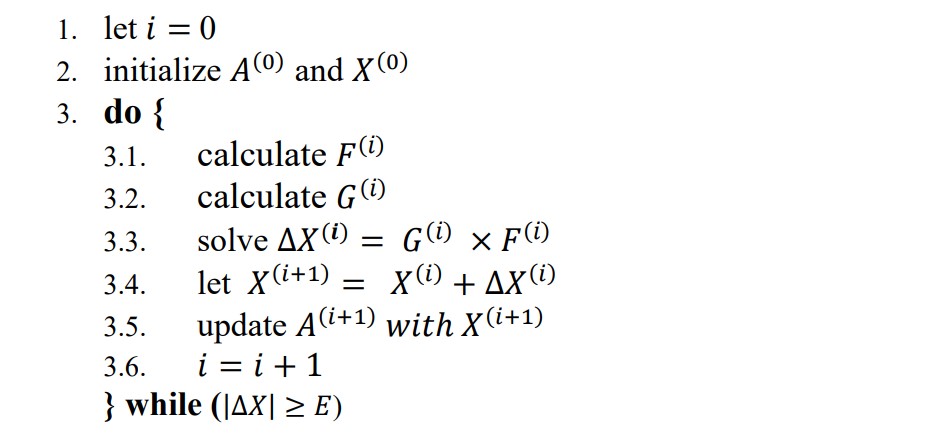 1. let i = 0
2. initialize A⁽⁰⁾ and X⁽⁰⁾
3. do {
3.1. calculate F⁽ⁱ⁾
3.2. calculate G⁽ⁱ⁾
3.3. solve ΔX⁽ⁱ⁾ = G⁽ⁱ⁾ × F⁽ⁱ⁾
3.4. let X⁽ⁱ⁺¹⁾ = X⁽ⁱ⁾ + ΔX⁽ⁱ⁾
3.5. update A⁽ⁱ⁺¹⁾ with X⁽ⁱ⁺¹⁾
3.6. i = i + 1
} while (|ΔX| ≥ E)